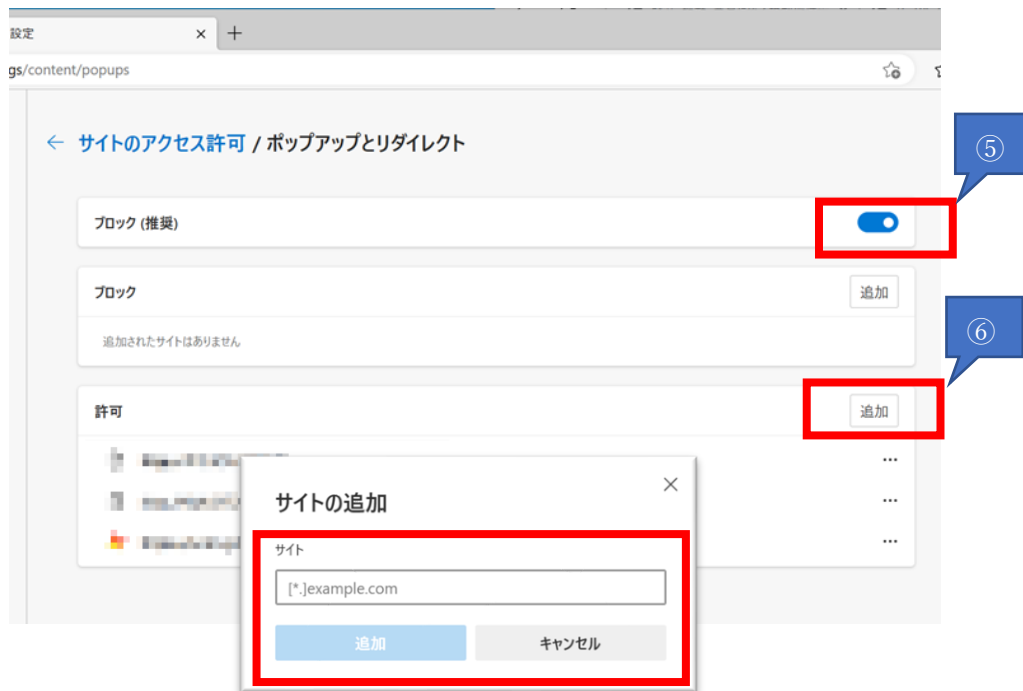 設定
gs/content/popups
サイトのアクセス許可 / ポップアップとリダイレクト
⑤
ブロック (推奨)
ブロック
追加
⑥
追加されたサイトはありません
許可
追加
サイトの追加
サイト
[*.]example.com
追加
キャンセル